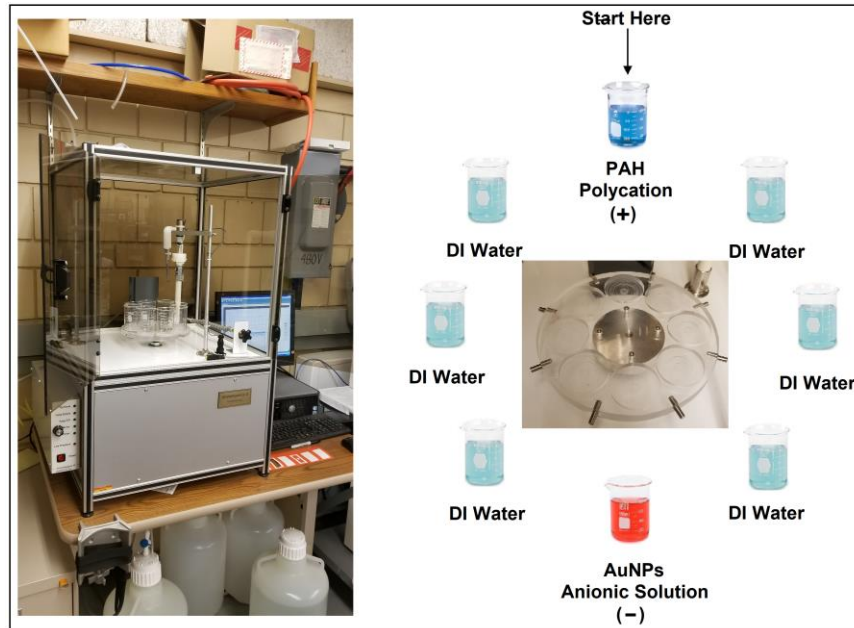 Start Here
PAH
Polycation
(+)
DI Water
DI Water
DI Water
DI Water
DI Water
DI Water
AuNPs
Anionic Solution
(−)
480V